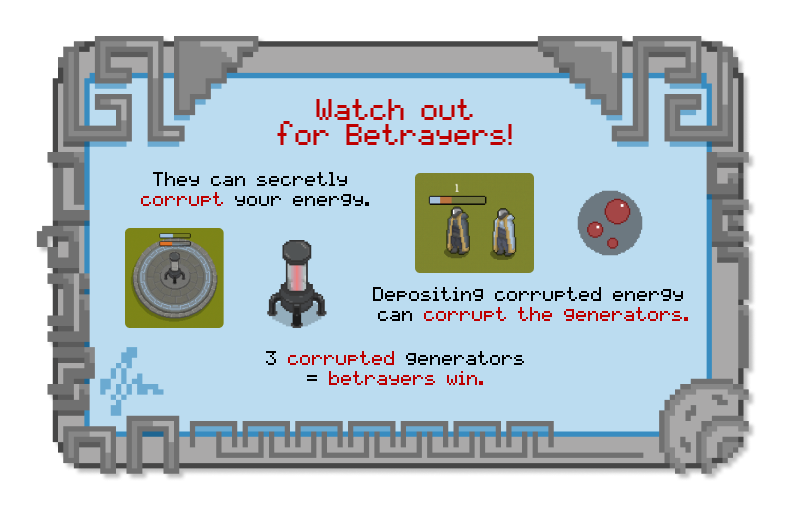 Watch out
for Betrayers!
They can secretly
corrupt your energy.
1
Depositing corrupted energy
can corrupt the generators.
3 corrupted generators
= betrayers win.